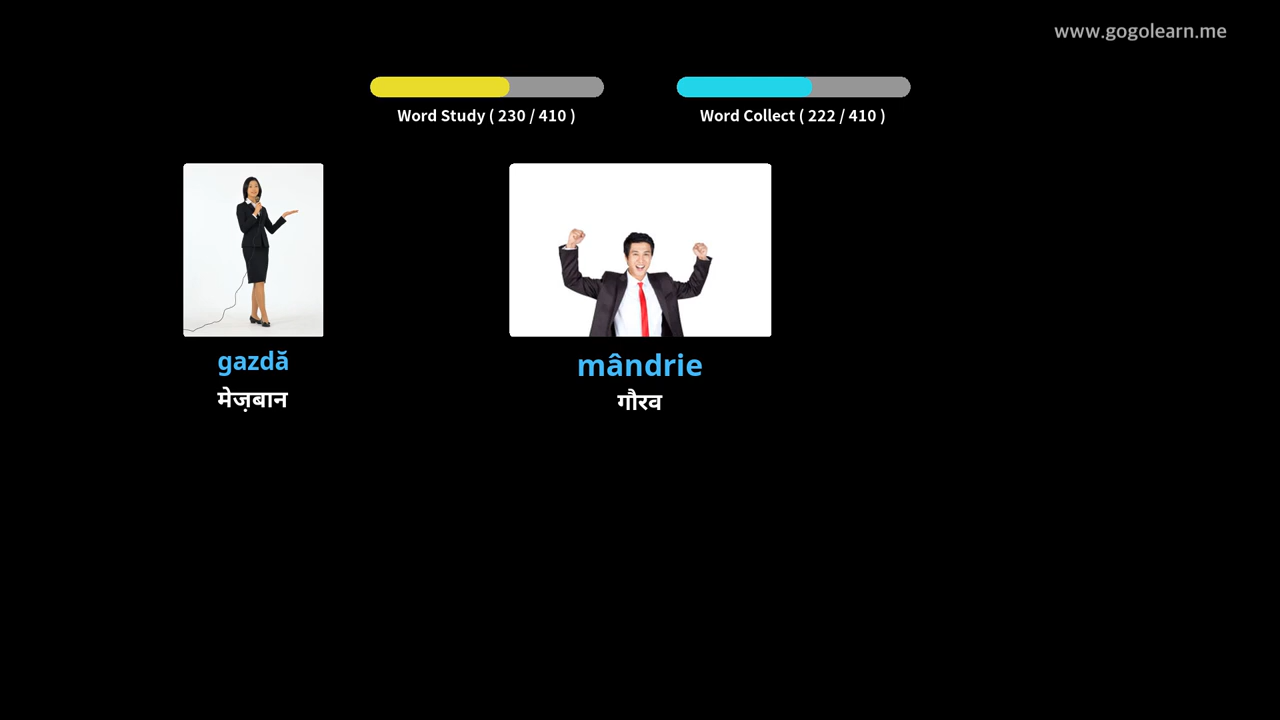 www.gogolearn.me
Word Study ( 230 / 410 )
Word Collect ( 222 / 410 )
gazdă
मेज़बान
mândrie
गौरव